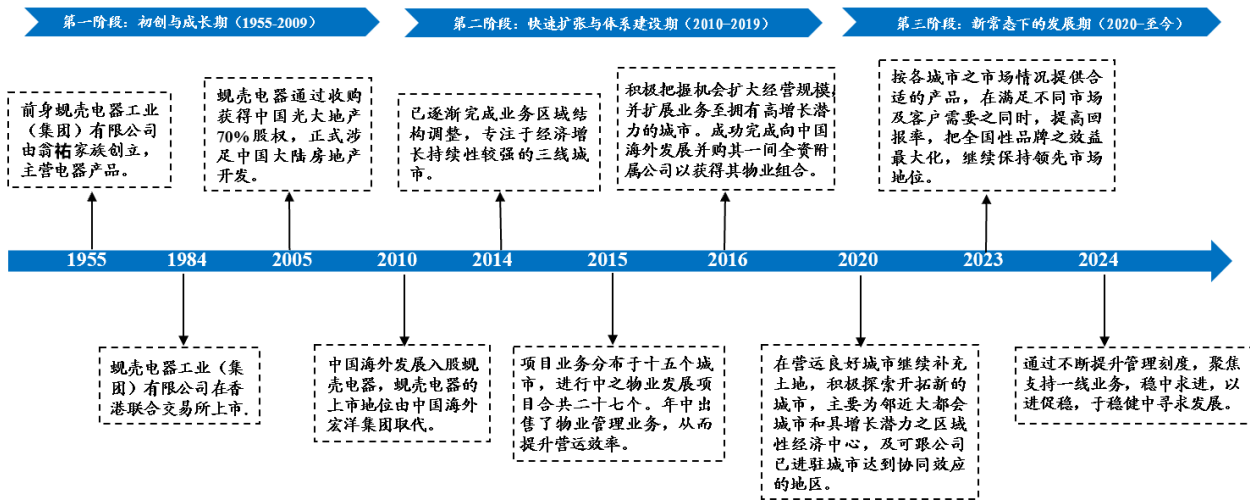 第一阶段：初创与成长期（1955-2009）
第二阶段：快速扩张与体系建设期（2010-2019）
第三阶段：新常态下的发展期（2020-至今）
前身蚬壳电器工业
（集团）有限公司
由翁祐家族创立，
主营电器产品。
蚬壳电器通过收购
获得中国光大地产
70%股权，正式涉
足中国大陆房地产
开发。
已逐渐完成业务区域结
构调整，专注于经济增
长持续性较强的三线城
市。
积极把握机会扩大经营规模，
并扩展业务至拥有高增长潜
力的城市。成功完成向中国
海外发展并购其一间全资附
属公司以获得其物业组合。
按各城市之市场情况提供合
适的产品，在满足不同市场
及客户需要之同时，提高回
报率，把全国性品牌之效益
最大化，继续保持领先市场
地位。
1955
1984
2005
2010
2014
2015
2016
2020
2023
2024
蚬壳电器工业（集
团）有限公司在香
港联合交易所上市.
中国海外发展入股蚬
壳电器，蚬壳电器的
上市地位由中国海外
宏洋集团取代。
项目业务分布于十五个城
市，进行中之物业发展项
目合共二十七个。年中出
售了物业管理业务，从而
提升营运效率。
在营运良好城市继续补充
土地，积极探索开拓新的
城市，主要为邻近大都会
城市和具增长潜力之区域
性经济中心，及可跟公司
已进驻城市达到协同效应
的地区。
通过不断提升管理刻度，聚焦
支持一线业务，稳中求进，以
进促稳，于稳健中寻求发展。